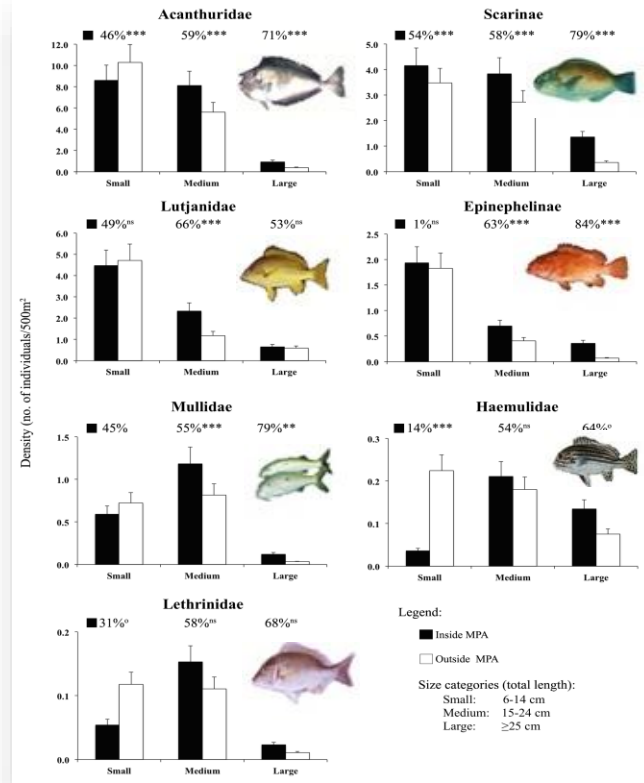 Acanthuridae
46%*** 59%*** 71%***
12.0
10.0
8.0
6.0
4.0
2.0
0.0
Small Medium Large
Scarinae
54%*** 58%*** 79%***
5.0
4.0
3.0
2.0
1.0
0.0
Small Medium Large
Lutjanidae
49%ns 66%*** 53%ns
6.0
5.0
4.0
3.0
2.0
1.0
0.0
Small Medium Large
Epinephelinae
1%ns 63%*** 84%***
2.5
2.0
1.5
1.0
0.5
0.0
Small Medium Large
Density (no. of individuals/500m²
Mullidae
45% 55%*** 79%**
1.5
1.0
0.5
0.0
Small Medium Large
Haemulidae
14%*** 54%ns 64%o
0.3
0.2
0.1
0.0
Small Medium Large
Lethrinidae
31%o 58%ns 68%ns
0.2
0.1
0.0
Small Medium Large
Legend:
Inside MPA
Outside MPA
Size categories (total length):
Small: 6-14 cm
Medium: 15-24 cm
Large: ≥25 cm